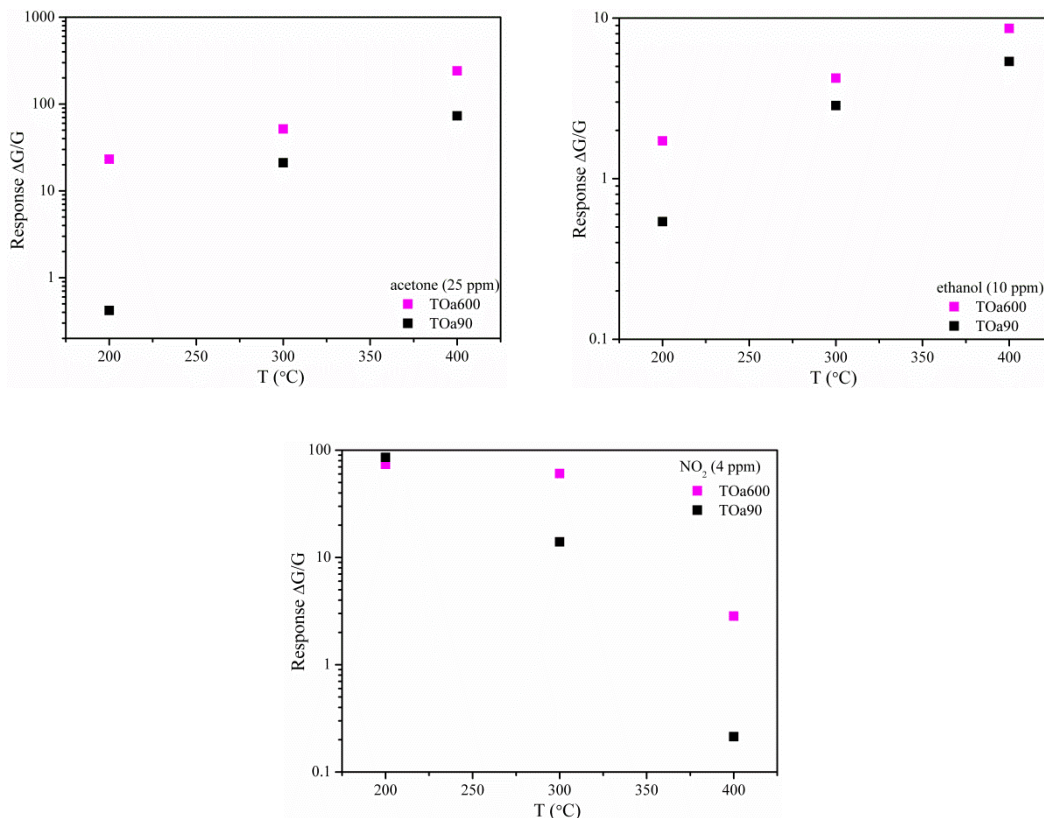 1000
100
10
1
Response ΔG/G
acetone (25 ppm)
TOa600
TOa90
200 250 300 350 400
T (°C)
10
1
0.1
Response ΔG/G
ethanol (10 ppm)
TOa600
TOa90
200 250 300 350 400
T (°C)
100
10
1
0.1
Response ΔG/G
NO₂ (4 ppm)
TOa600
TOa90
200 250 300 350 400
T (°C)